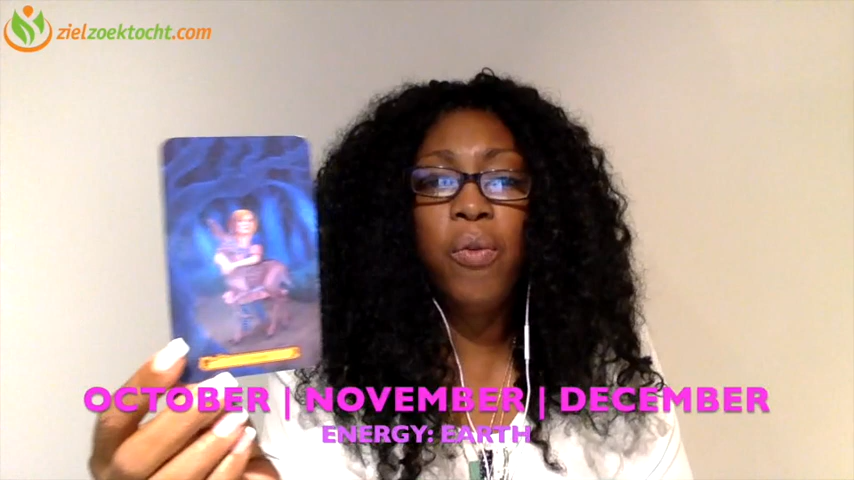 zielzoektocht.com
OCTOBER | NOVEMBER | DECEMBER
ENERGY: EARTH